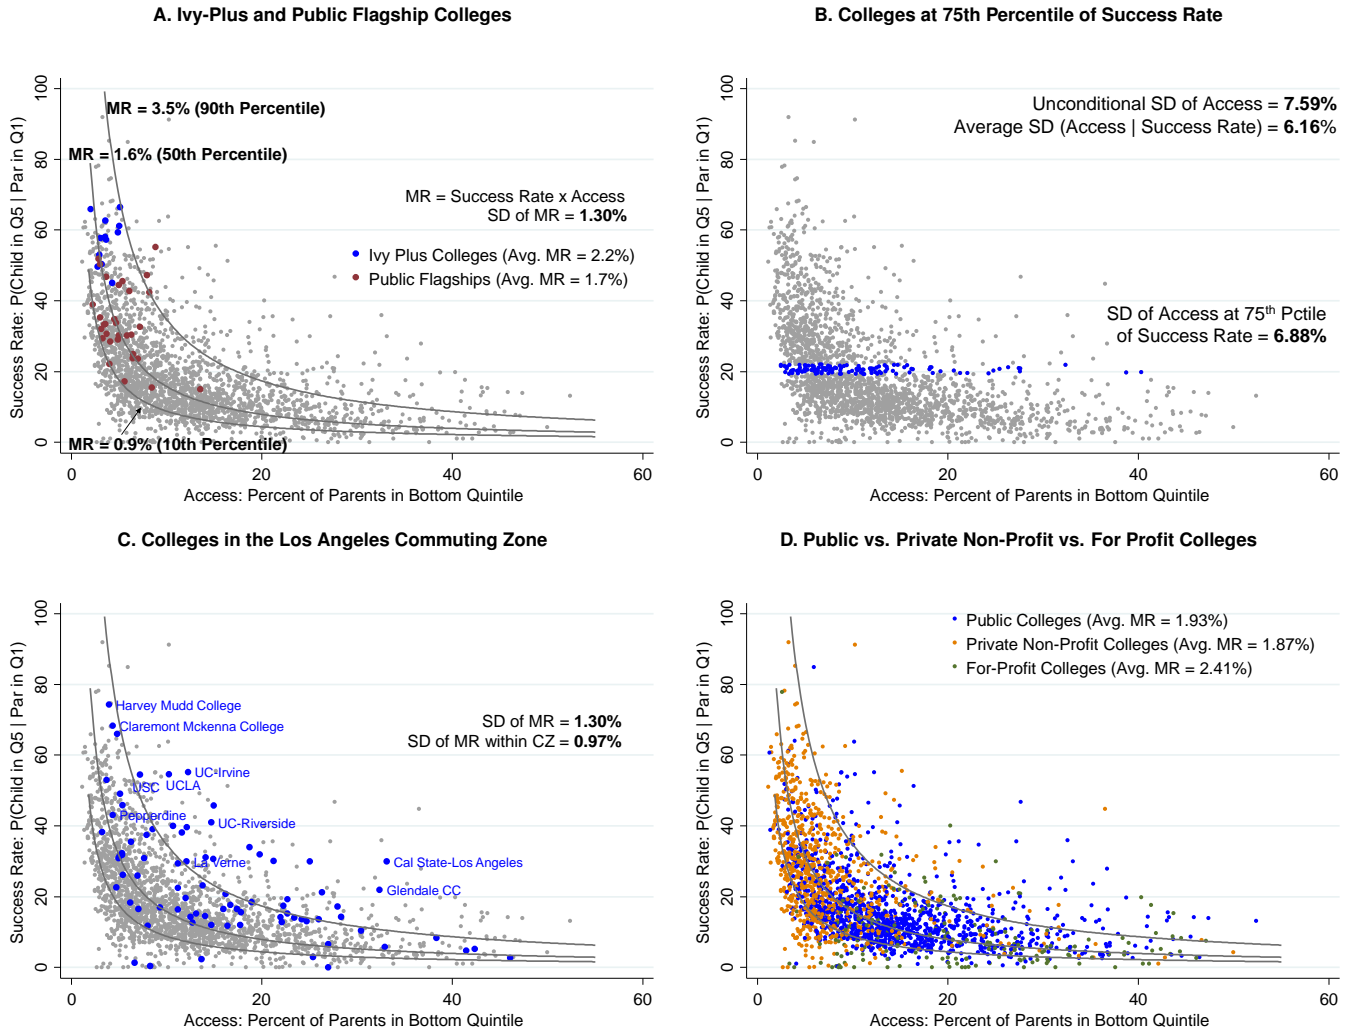 A. Ivy-Plus and Public Flagship Colleges
Success Rate: P(Child in Q5 | Par in Q1)
100
80
60
40
20
0
MR = 3.5% (90th Percentile)
MR = 1.6% (50th Percentile)
MR = Success Rate x Access
SD of MR = 1.30%
Ivy Plus Colleges (Avg. MR = 2.2%)
Public Flagships (Avg. MR = 1.7%)
MR = 0.9% (10th Percentile)
0 20 40 60
Access: Percent of Parents in Bottom Quintile
B. Colleges at 75th Percentile of Success Rate
Success Rate: P(Child in Q5 | Par in Q1)
100
80
60
40
20
0
Unconditional SD of Access = 7.59%
Average SD (Access | Success Rate) = 6.16%
SD of Access at 75th Pctile
of Success Rate = 6.88%
0 20 40 60
Access: Percent of Parents in Bottom Quintile
C. Colleges in the Los Angeles Commuting Zone
Success Rate: P(Child in Q5 | Par in Q1)
100
80
60
40
20
0
Harvey Mudd College
Claremont Mckenna College
SD of MR = 1.30%
SD of MR within CZ = 0.97%
UC-Irvine
USC
UCLA
Pepperdine
UC-Riverside
La Verne
Cal State-Los Angeles
Glendale CC
0 20 40 60
Access: Percent of Parents in Bottom Quintile
D. Public vs. Private Non-Profit vs. For Profit Colleges
Success Rate: P(Child in Q5 | Par in Q1)
100
80
60
40
20
0
Public Colleges (Avg. MR = 1.93%)
Private Non-Profit Colleges (Avg. MR = 1.87%)
For-Profit Colleges (Avg. MR = 2.41%)
0 20 40 60
Access: Percent of Parents in Bottom Quintile